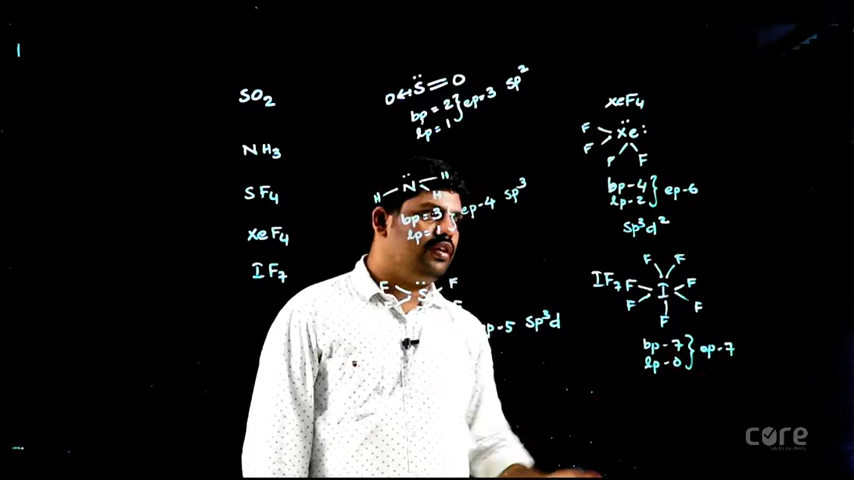 SO2
NH3
SF4
xeF4
IF7
O←S=O
bp = 2
lp = 1
ep-3 sp2
H N H
H
bp = 3
lp =
ep-4 sp3
F S F
ep-5 sp3d
xeF4
F
F
Xe
F F
bp-4
lp-2
ep-6
sp3d2
IF7
F F
F I F
F F
F
bp-7
lp-0
ep-7
core